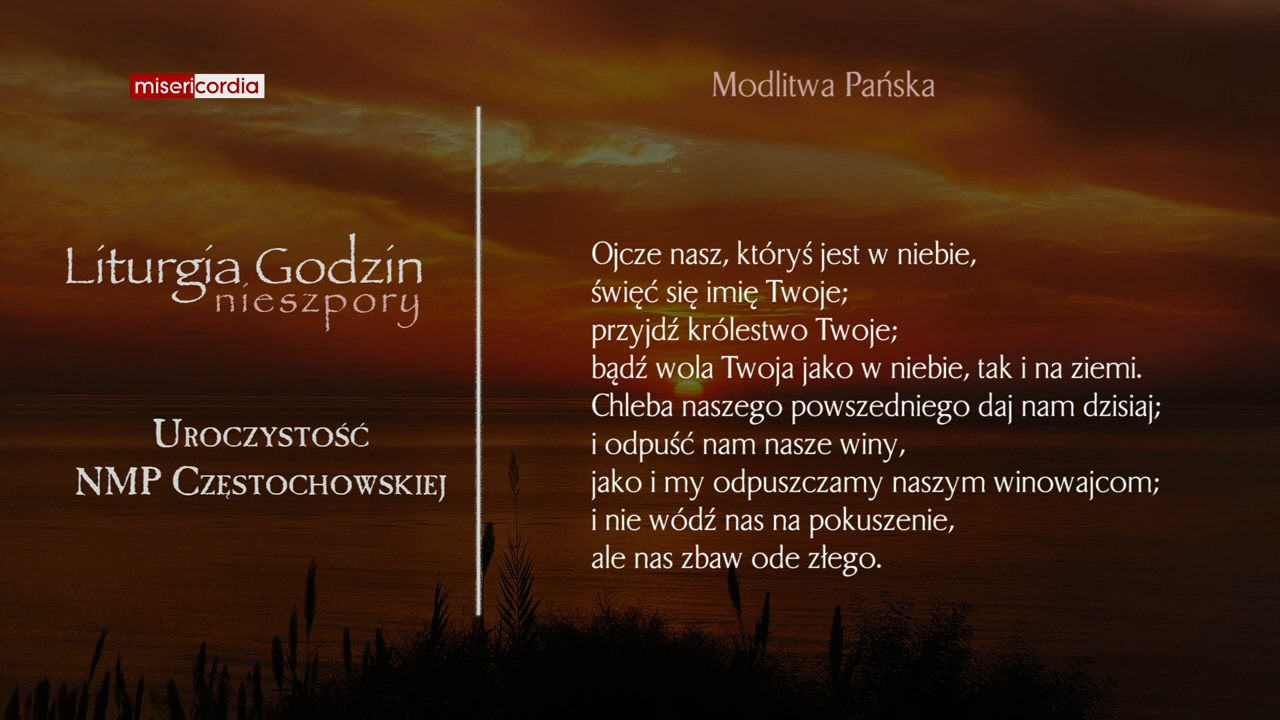 misericordia
Liturgia Godzin
nieszpory
Uroczystość
NMP Częstochowskiej
Modlitwa Pańska
Ojcze nasz, któryś jest w niebie,
święć się imię Twoje;
przyjdź królestwo Twoje;
bądź wola Twoja jako w niebie, tak i na ziemi.
Chleba naszego powszedniego daj nam dzisiaj;
i odpuść nam nasze winy,
jako i my odpuszczamy naszym winowajcom;
i nie wódź nas na pokuszenie,
ale nas zbaw ode złego.